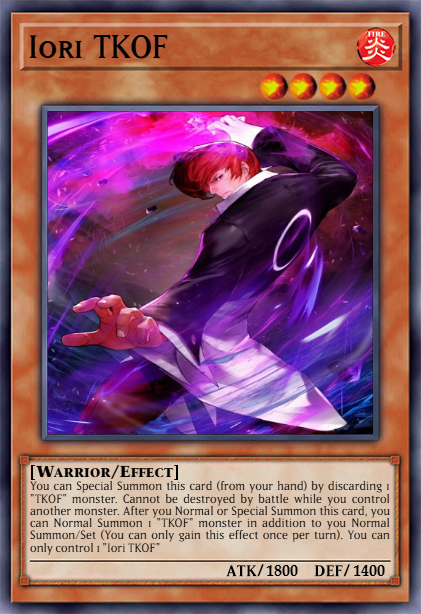 Iori TKOF
FIRE
炎
[Warrior/Effect]
You can Special Summon this card (from your hand) by discarding 1
"TKOF" monster. Cannot be destroyed by battle while you control
another monster. After you Normal or Special Summon this card, you
can Normal Summon 1 "TKOF" monster in addition to you Normal
Summon/Set (You can only gain this effect once per turn). You can
only control 1 "Iori TKOF"
ATK/1800 DEF/1400